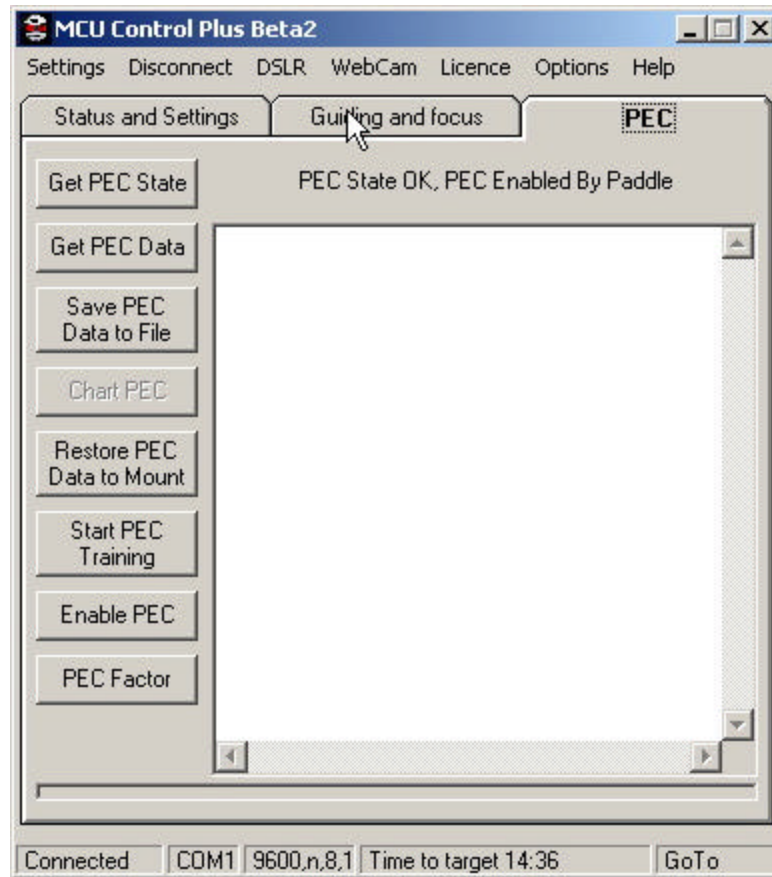 MCU Control Plus Beta2
Settings Disconnect DSLR WebCam Licence Options Help
Status and Settings Guiding and focus PEC
Get PEC State
PEC State OK, PEC Enabled By Paddle
Get PEC Data
Save PEC
Data to File
Chart PEC
Restore PEC
Data to Mount
Start PEC
Training
Enable PEC
PEC Factor
Connected COM1 9600,n,8,1 Time to target 14:36 GoTo